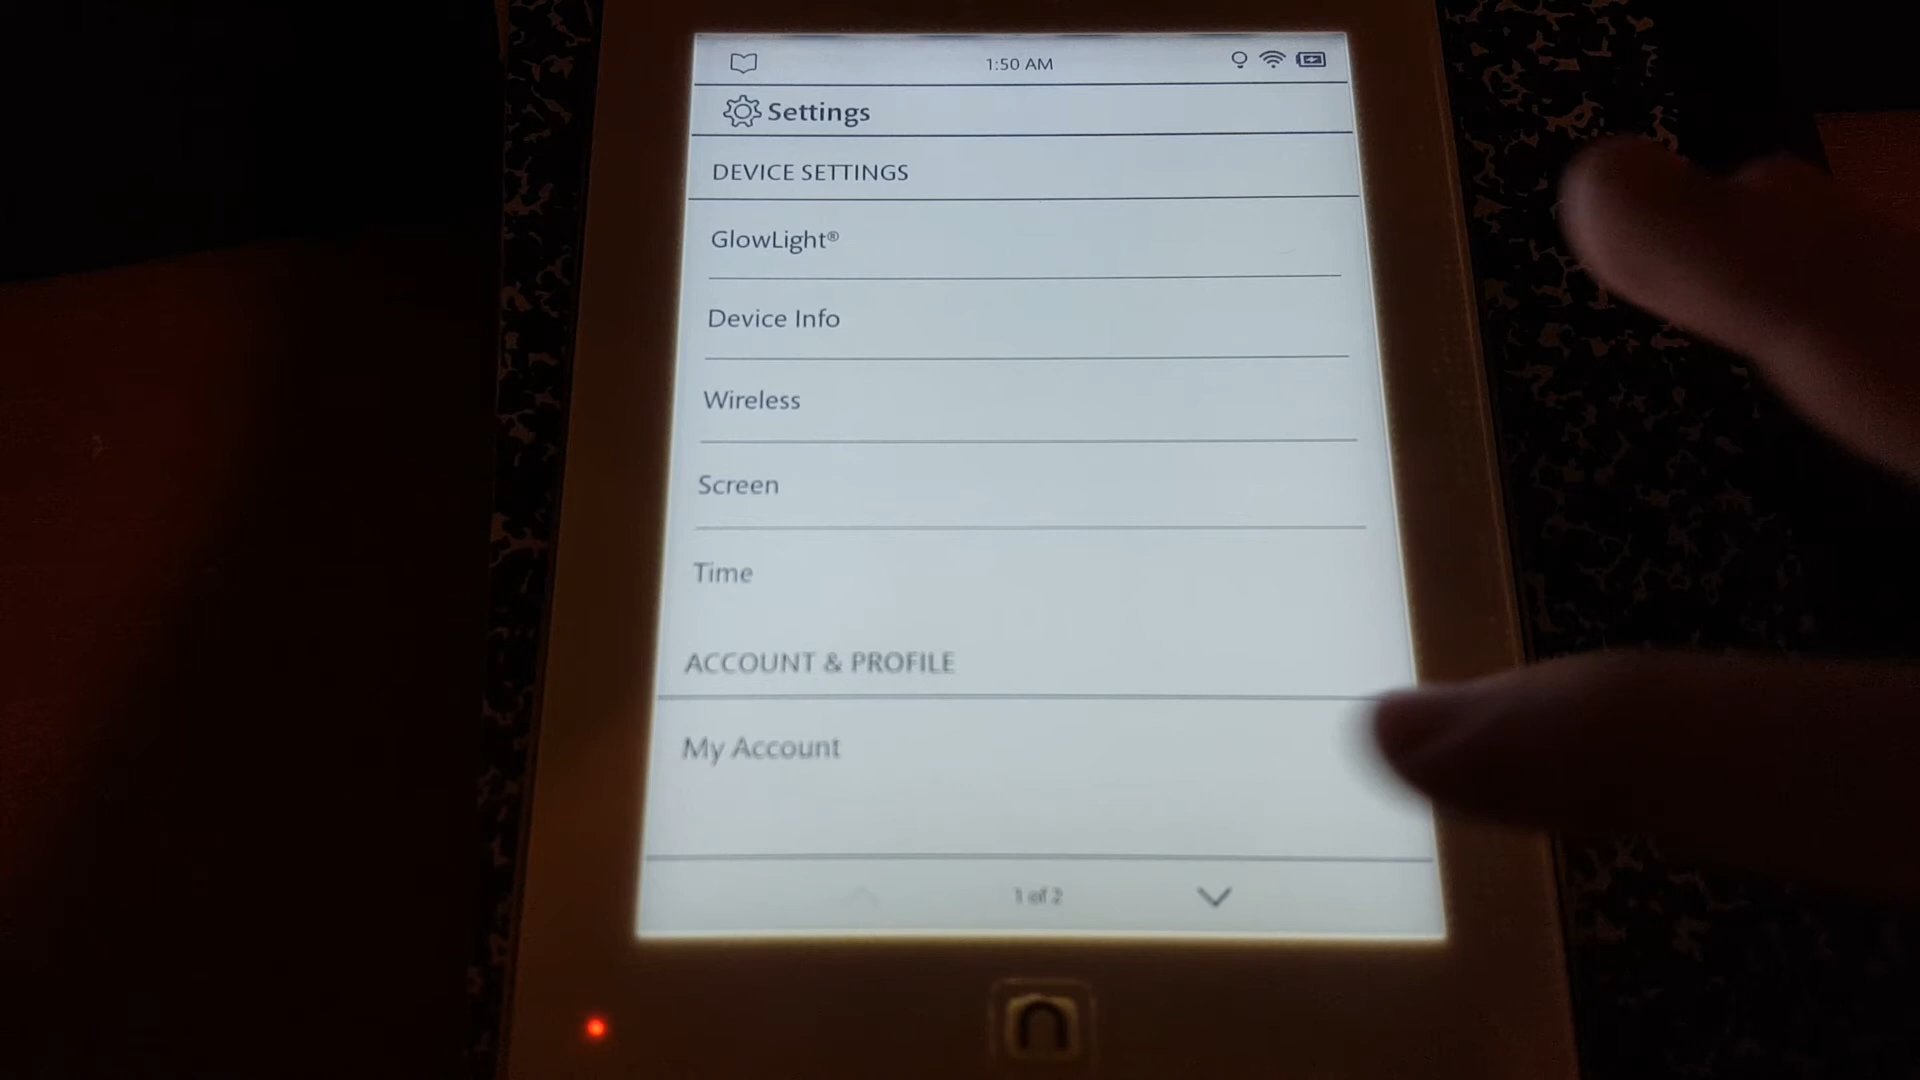 1:50 AM
Settings
DEVICE SETTINGS
GlowLight®
Device Info
Wireless
Screen
Time
ACCOUNT & PROFILE
My Account
1 of 2
n